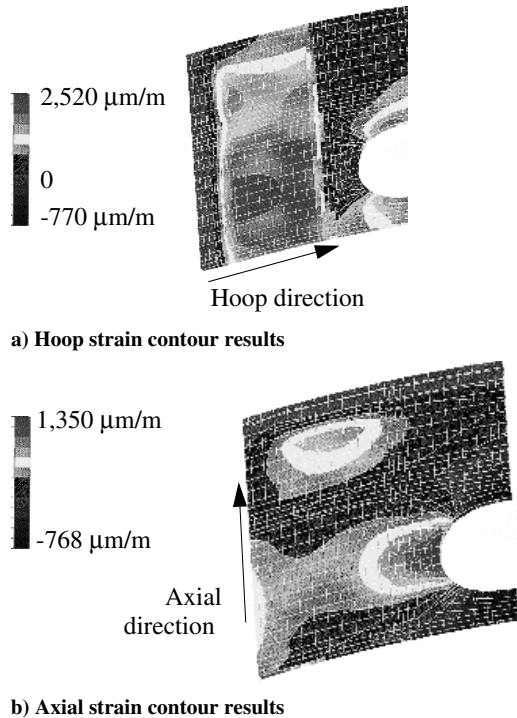 2,520 μm/m
0
-770 μm/m
Hoop direction
a) Hoop strain contour results
1,350 μm/m
-768 μm/m
Axial
direction
b) Axial strain contour results